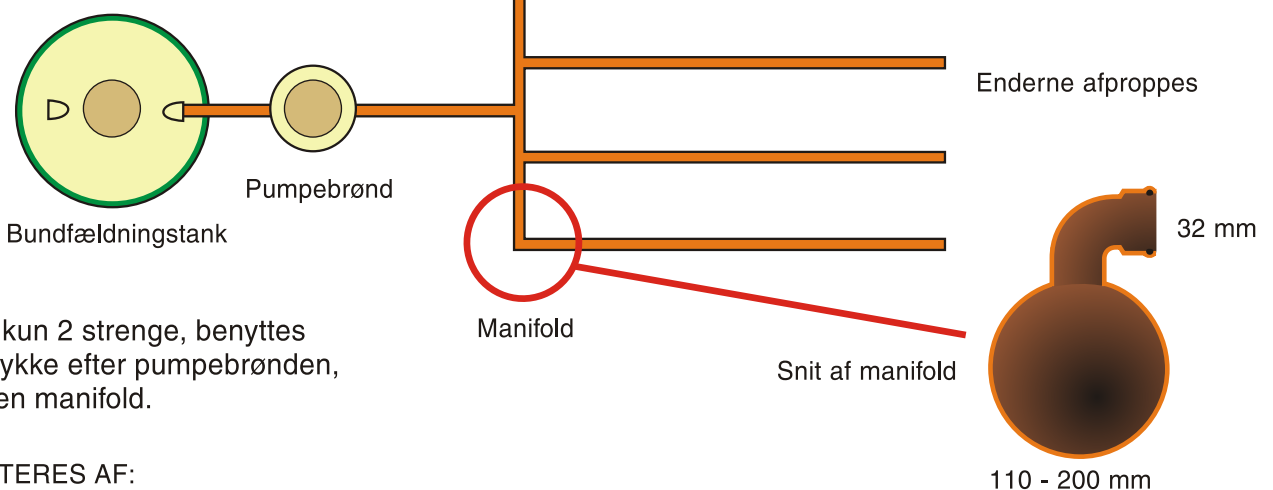 Enderne afproppes
Pumpebrønd
Bundfældningstank
32 mm
Manifold
kun 2 strenge, benyttes
ykke efter pumpebrønden,
en manifold.
Snit af manifold
TERES AF:
110 - 200 mm